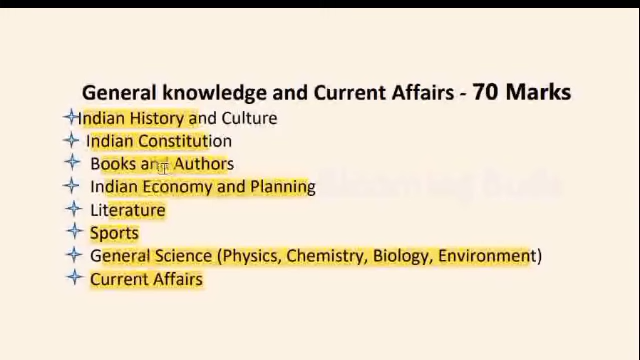 General knowledge and Current Affairs - 70 Marks
Indian History and Culture
Indian Constitution
Books and Authors
Indian Economy and Planning
Literature
Sports
General Science (Physics, Chemistry, Biology, Environment)
Current Affairs